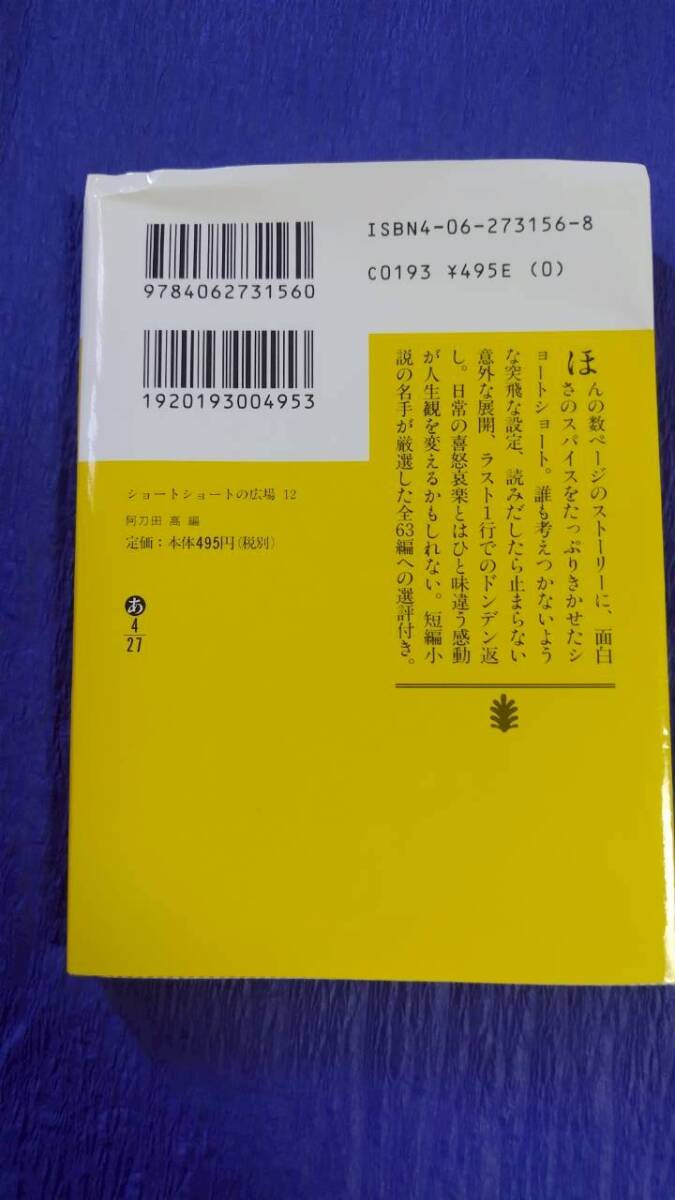 9784062731560
ISBN4-06-273156-8
C0193 ¥495E (0)
1920193004953
ショートショートの広場 12
阿刀田 高 編
定価：本体495円(税別)
あ
4
27
ほんの数ページのストーリーに、面白
さのスパイスをたっぷりきかせたシ
ョートショート。誰も考えつかないよう
な突飛な設定、読みだしたら止まらない
意外な展開、ラスト1行でのドンデン返
し。日常の喜怒哀楽とはひと味違う感動
が人生観を変えるかもしれない。短編小
説の名手が厳選した全63編への選評付き。